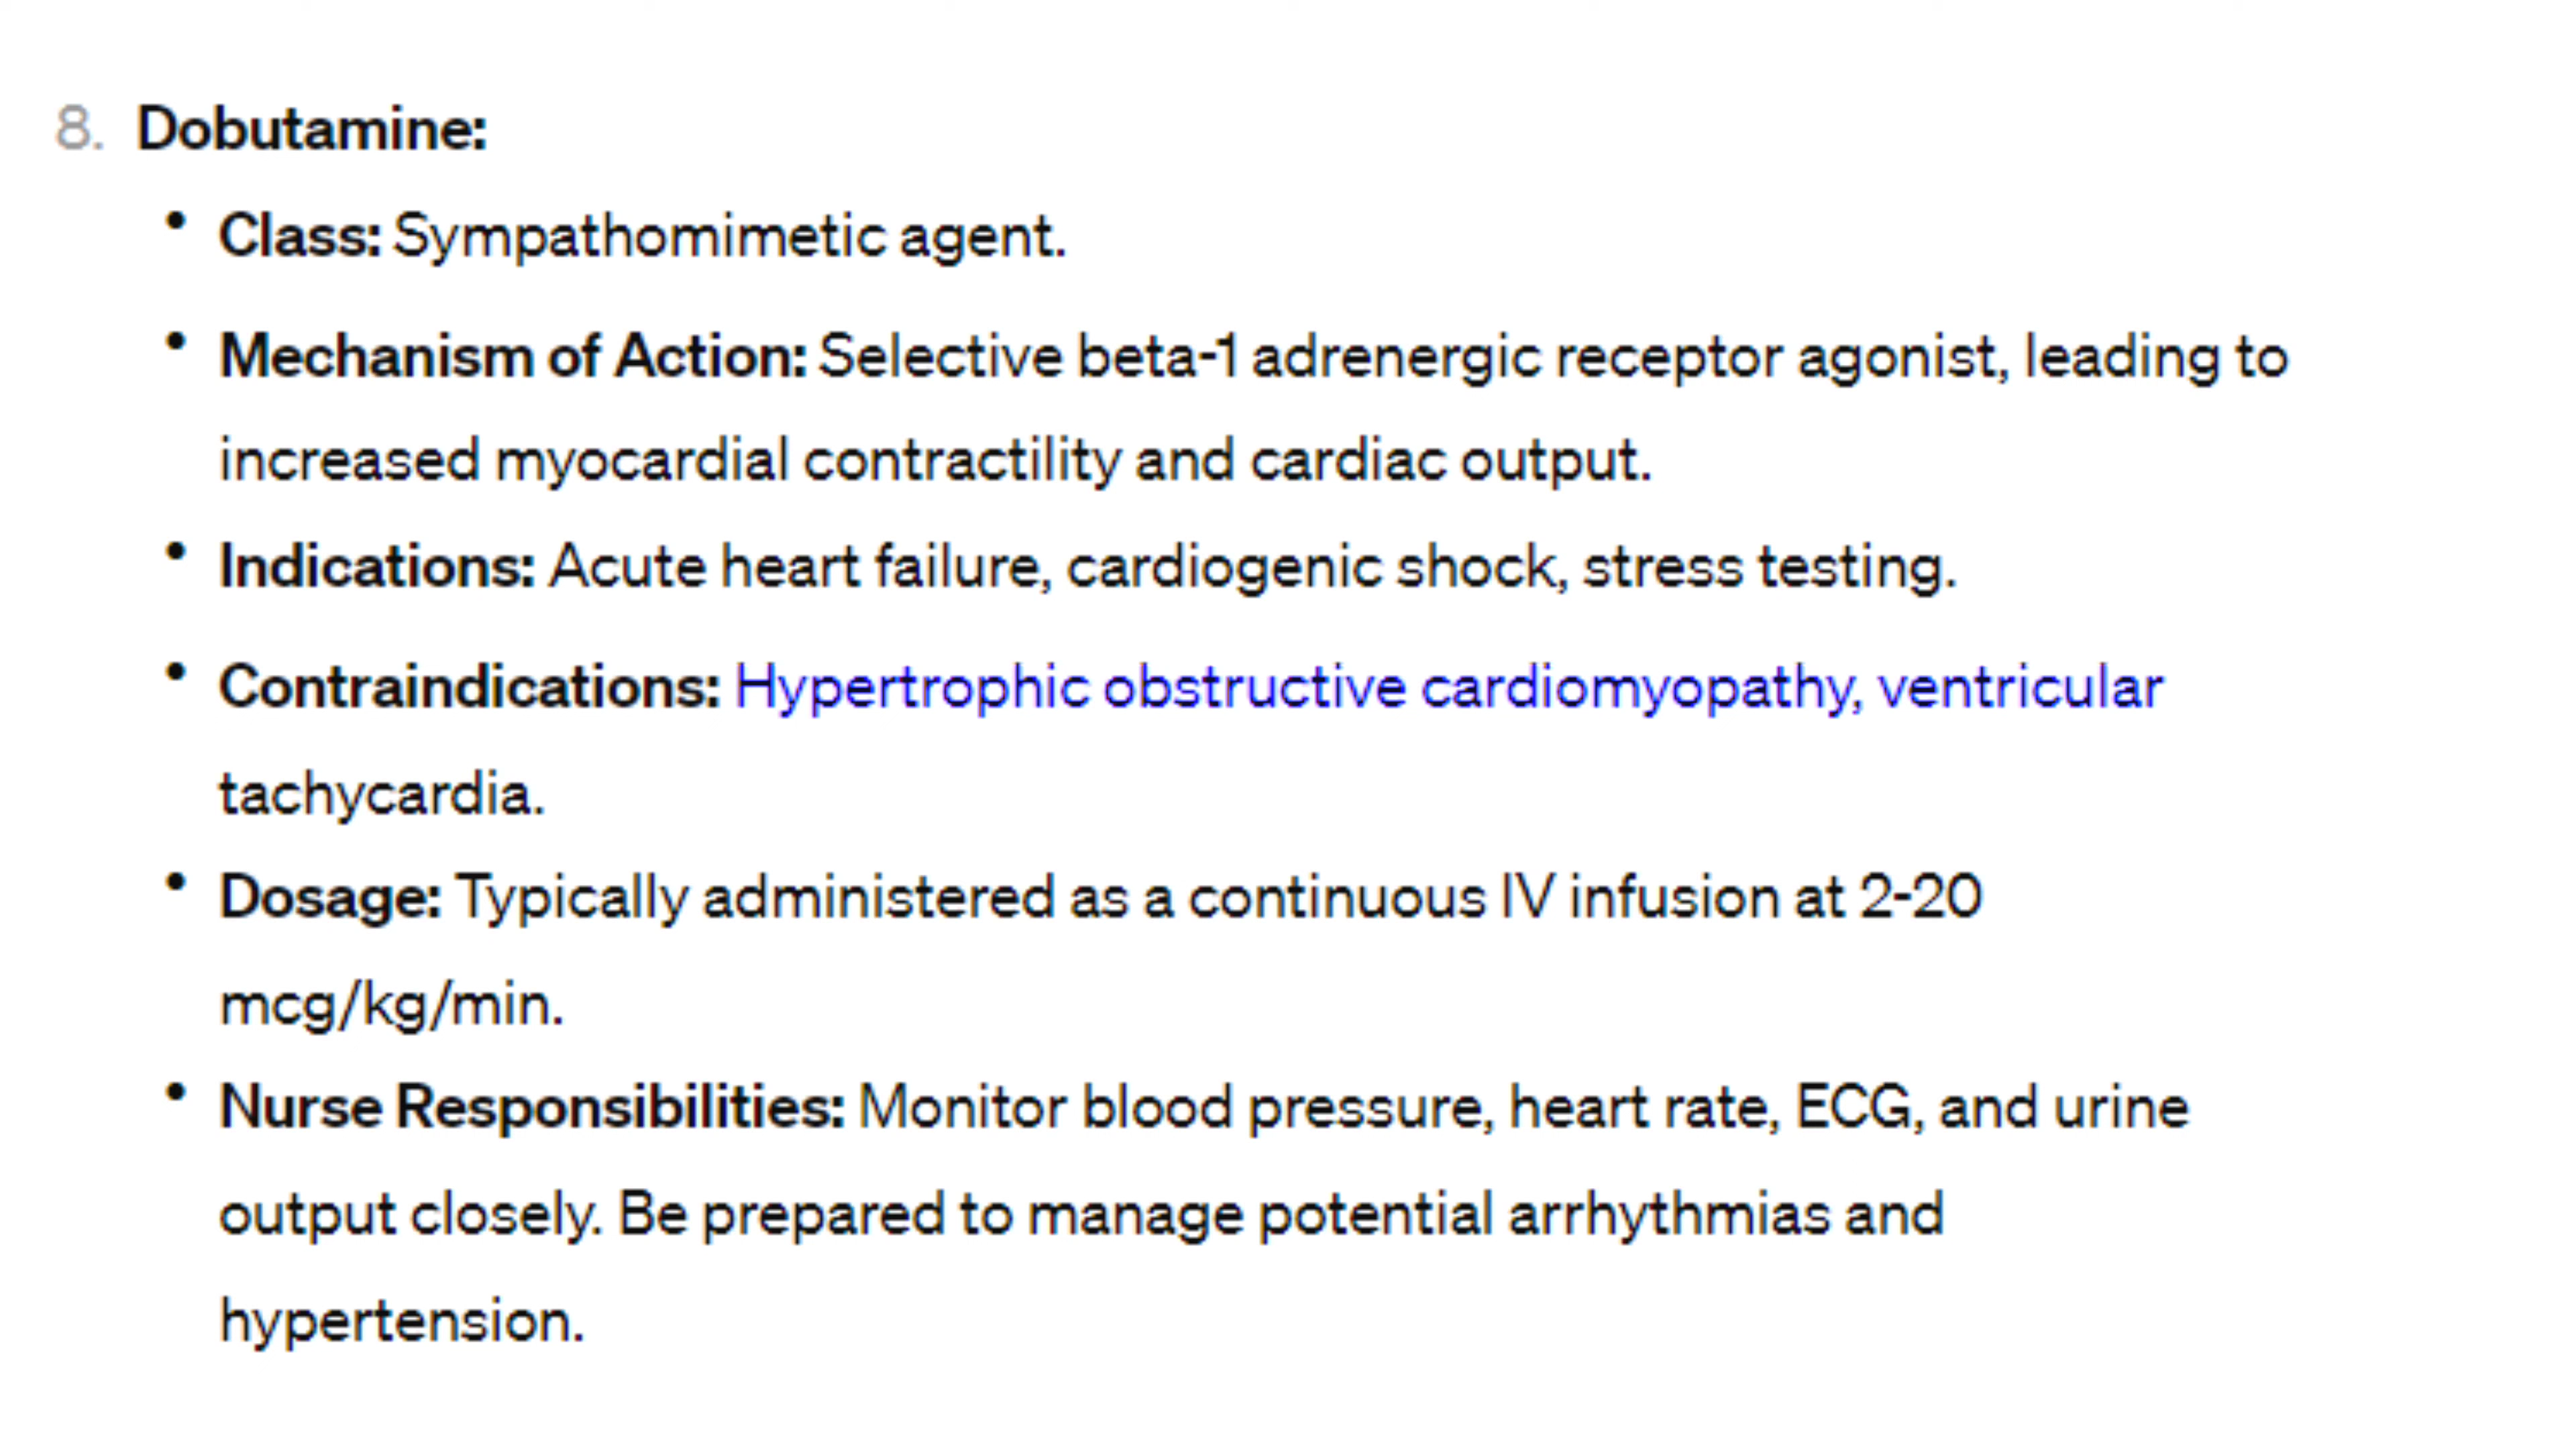 8. Dobutamine:
• Class: Sympathomimetic agent.
• Mechanism of Action: Selective beta-1 adrenergic receptor agonist, leading to
increased myocardial contractility and cardiac output.
• Indications: Acute heart failure, cardiogenic shock, stress testing.
• Contraindications: Hypertrophic obstructive cardiomyopathy, ventricular
tachycardia.
• Dosage: Typically administered as a continuous IV infusion at 2-20
mcg/kg/min.
• Nurse Responsibilities: Monitor blood pressure, heart rate, ECG, and urine
output closely. Be prepared to manage potential arrhythmias and
hypertension.